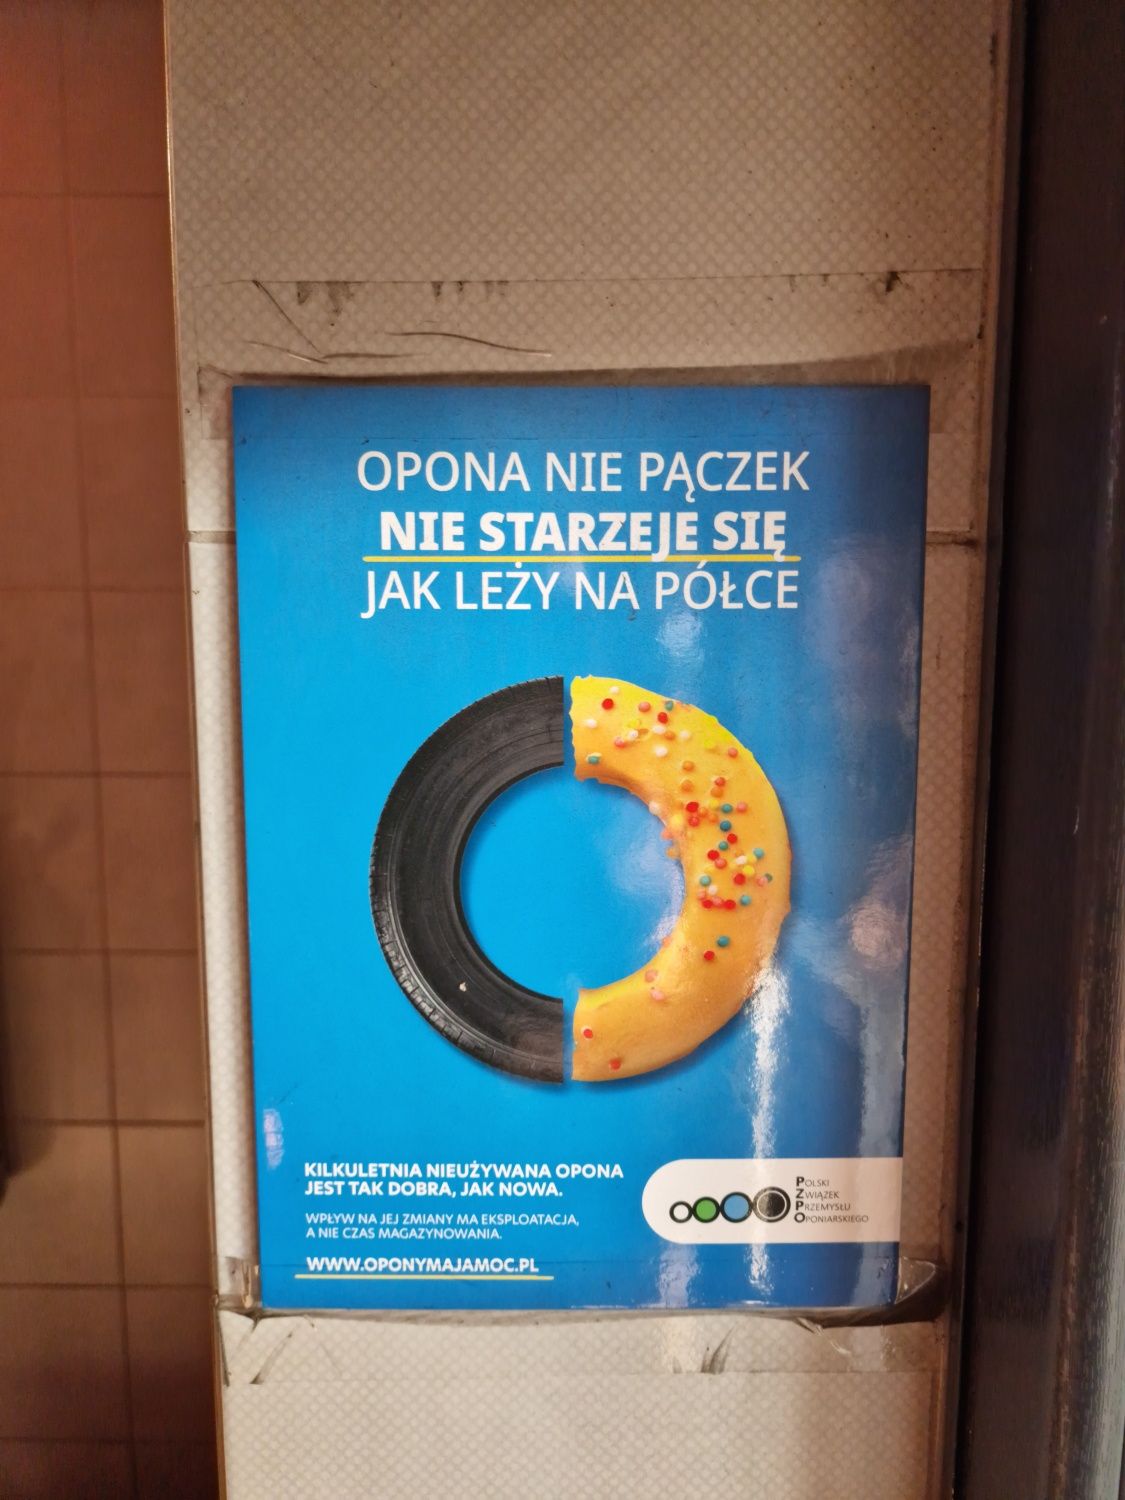 OPONA NIE PĄCZEK
NIE STARZEJE SIĘ
JAK LEŻY NA PÓŁCE
KILKULETNIA NIEUŻYWANA OPONA
JEST TAK DOBRA, JAK NOWA.
WPŁYW NA JEJ ZMIANY MA EKSPLOATACJA,
A NIE CZAS MAGAZYNOWANIA.
WWW.OPONYMAJAMOC.PL
POLSKI
ZWIĄZEK
PRZEMYSŁU
OPONIARSKIEGO